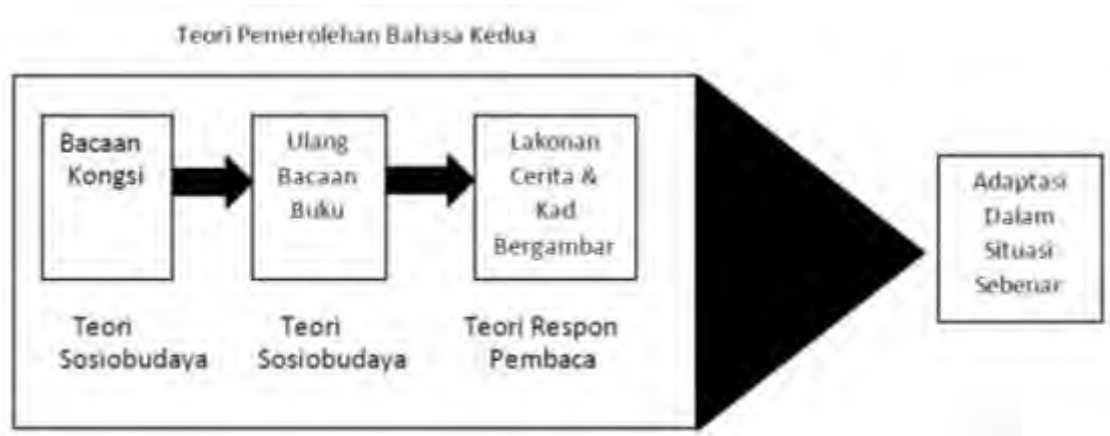 Teori Pemerolehan Bahasa Kedua
Bacaan
Kongsi
Ulang
Bacaan
Buku
Lakonan
Cerita &
Kad
Bergambar
Teori
Sosiobudaya
Teori
Sosiobudaya
Teori Respon
Pembaca
Adaptasi
Dalam
Situasi
Sebenar